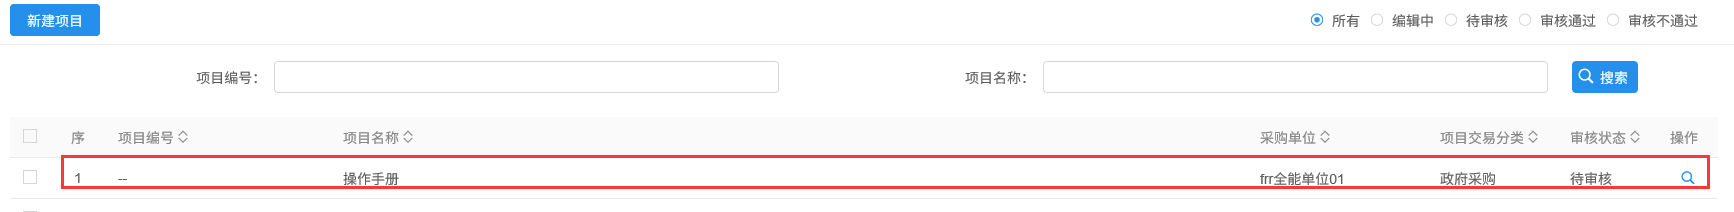 新建项目 所有 编辑中 待审核 审核通过 审核不通过
项目编号： 项目名称： 搜索
序 项目编号 项目名称 采购单位 项目交易分类 审核状态 操作
1 -- 操作手册 frr全能单位01 政府采购 待审核